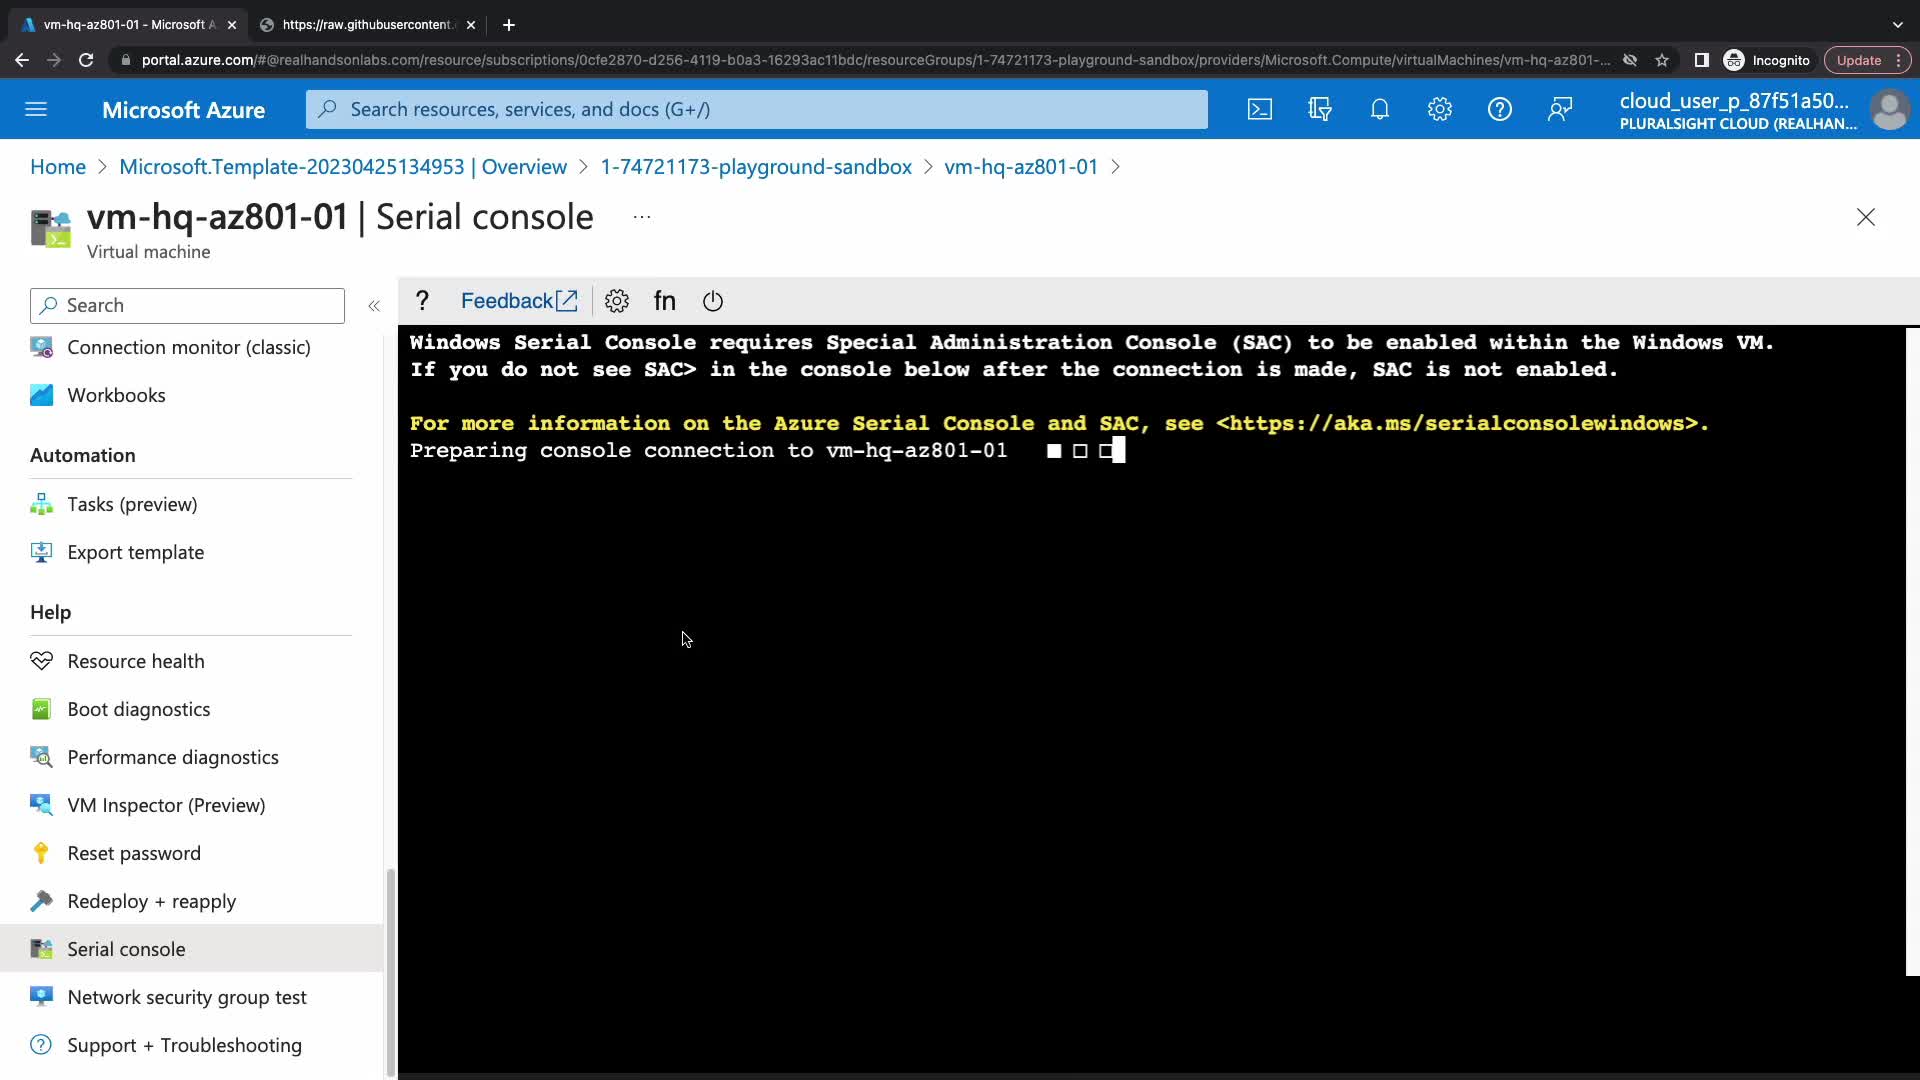 vm-hq-az801-01 - Microsoft A
https://raw.githubusercontent.
portal.azure.com/#@realhandsonlabs.com/resource/subscriptions/0cfe2870-d256-4119-b0a3-16293ac11bdc/resourceGroups/1-74721173-playground-sandbox/providers/Microsoft.Compute/virtualMachines/vm-hq-az801-...
Incognito
Update
Microsoft Azure
Search resources, services, and docs (G+/)
cloud_user_p_87f51a50...
PLURALSIGHT CLOUD (REALHAN...
Home > Microsoft.Template-20230425134953 | Overview > 1-74721173-playground-sandbox > vm-hq-az801-01 >
vm-hq-az801-01 | Serial console ...
Virtual machine
Search
«
? Feedback fn
Connection monitor (classic)
Workbooks
Automation
Tasks (preview)
Export template
Help
Resource health
Boot diagnostics
Performance diagnostics
VM Inspector (Preview)
Reset password
Redeploy + reapply
Serial console
Network security group test
Support + Troubleshooting
Windows Serial Console requires Special Administration Console (SAC) to be enabled within the Windows VM.
If you do not see SAC> in the console below after the connection is made, SAC is not enabled.
For more information on the Azure Serial Console and SAC, see <https://aka.ms/serialconsolewindows>.
Preparing console connection to vm-hq-az801-01 ■ □ □